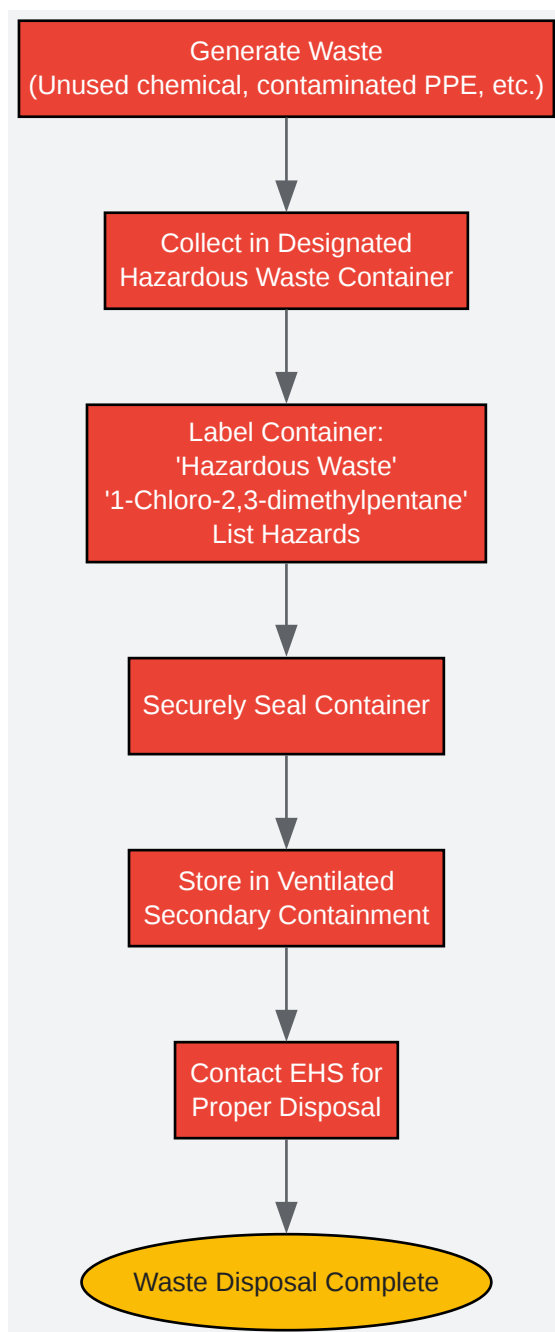 Generate Waste
(Unused chemical, contaminated PPE, etc.)
Collect in Designated
Hazardous Waste Container
Label Container:
'Hazardous Waste'
'1-Chloro-2,3-dimethylpentane'
List Hazards
Securely Seal Container
Store in Ventilated
Secondary Containment
Contact EHS for
Proper Disposal
Waste Disposal Complete